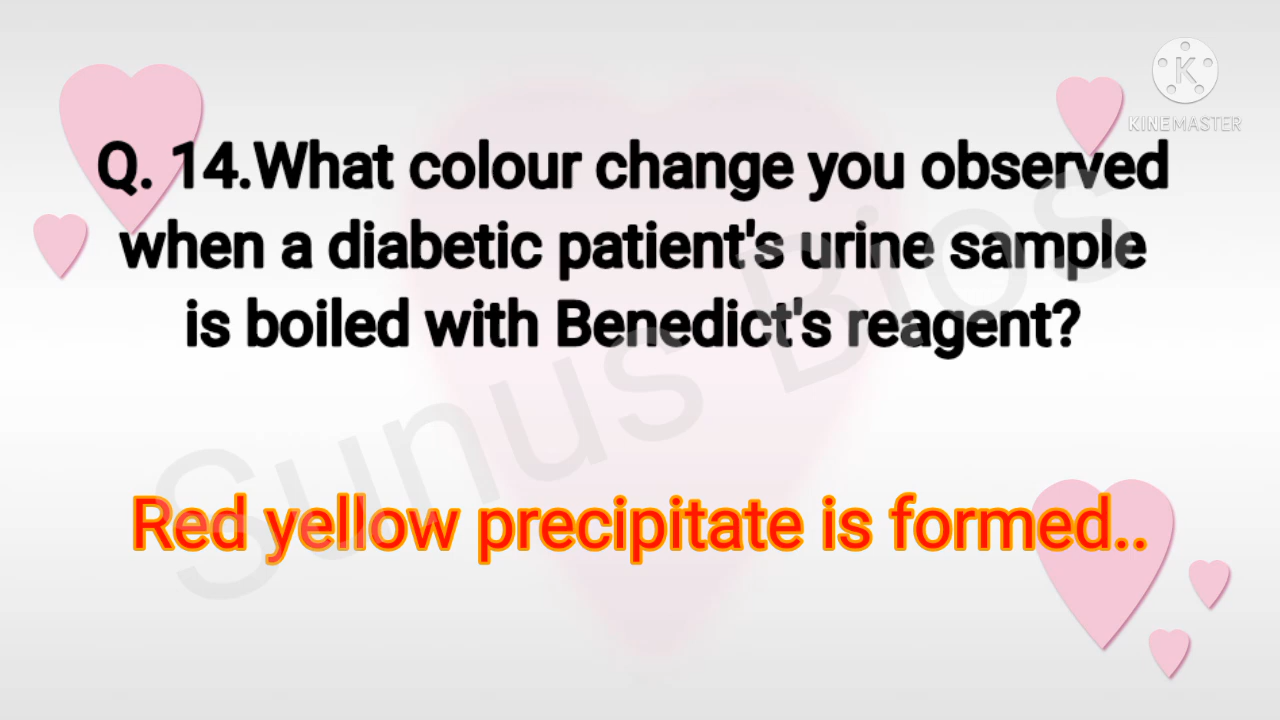 K
KINEMASTER
Q. 14.What colour change you observed
when a diabetic patient's urine sample
is boiled with Benedict's reagent?
Sunus Bios
Red yellow precipitate is formed..